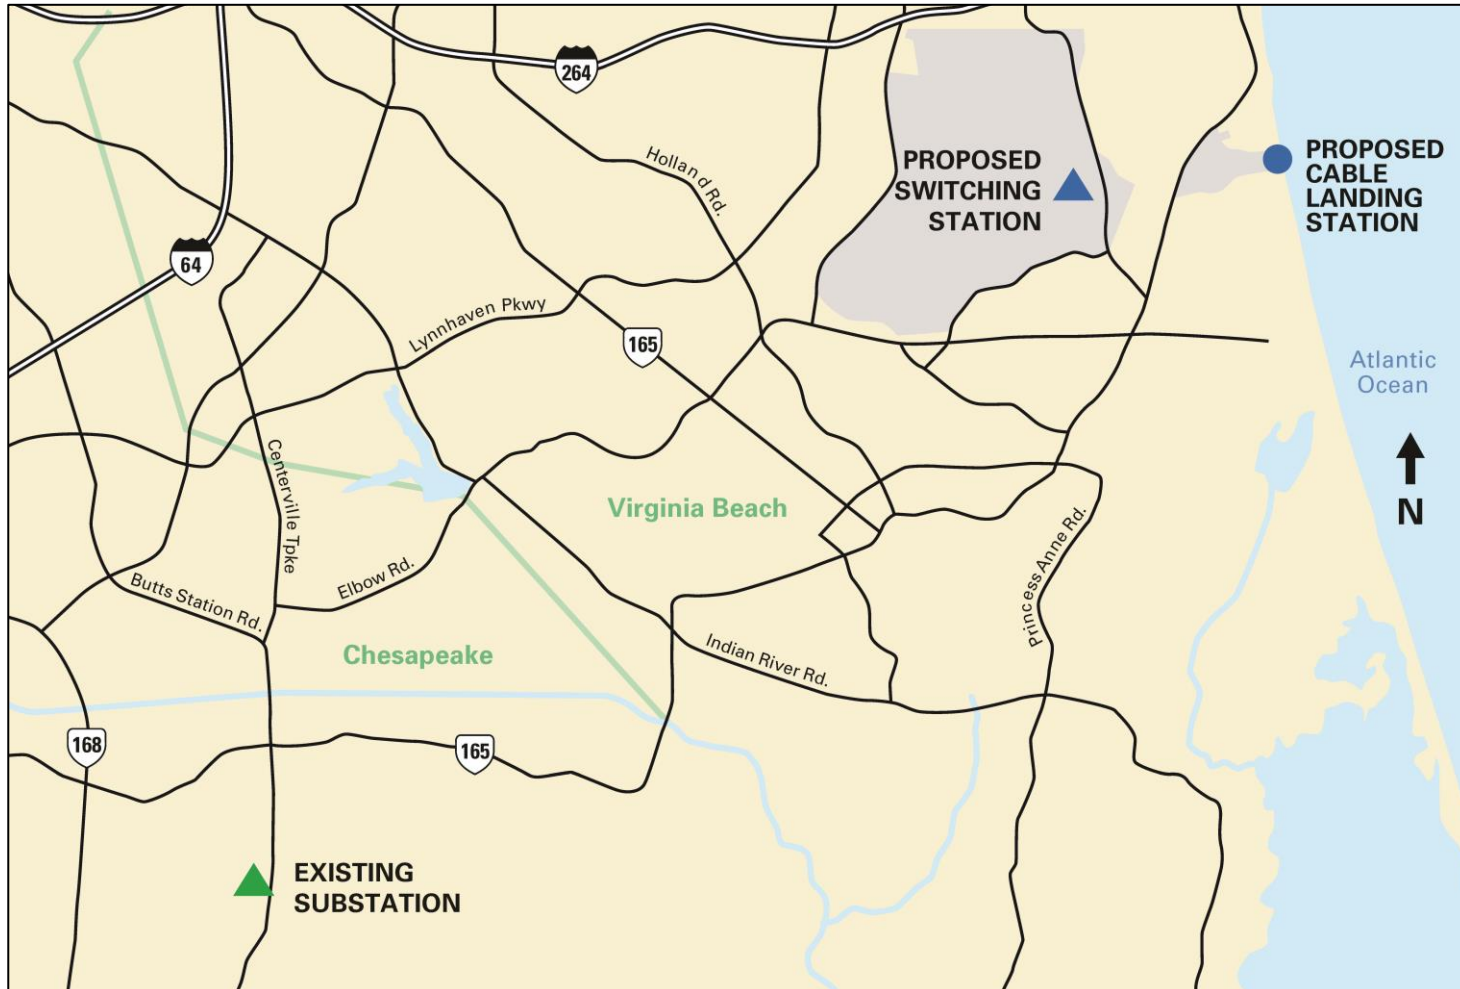 264
Holland Rd.
PROPOSED
SWITCHING
STATION
PROPOSED
CABLE
LANDING
STATION
64
Lynnhaven Pkwy
165
Atlantic
Ocean
N
Centerville Tpke
Virginia Beach
Butts Station Rd.
Elbow Rd.
Princess Anne Rd.
Chesapeake
Indian River Rd.
168
165
EXISTING
SUBSTATION